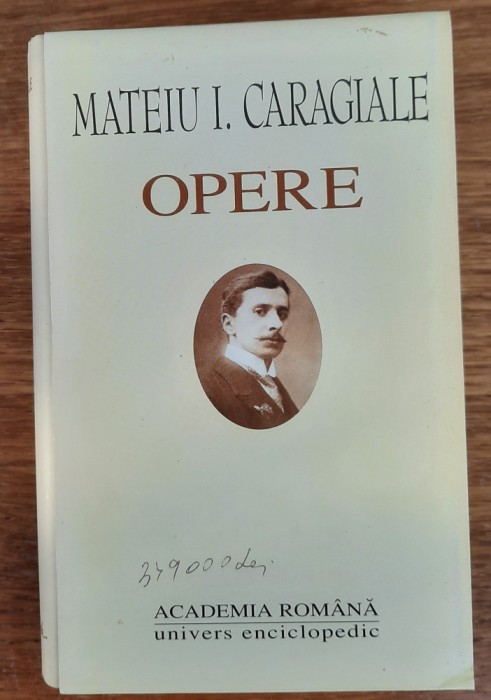 MATEIU I. CARAGIALE
OPERE
349000 Lei
ACADEMIA ROMÂNĂ
univers enciclopedic